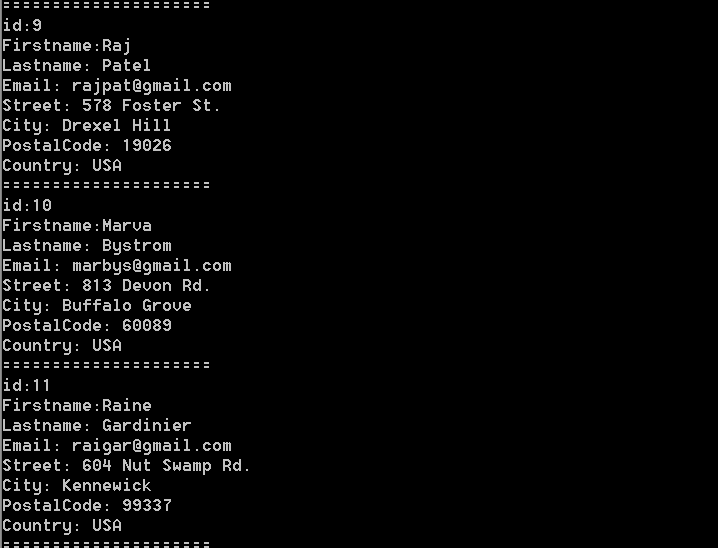 =====================
id:9
Firstname:Raj
Lastname: Patel
Email: rajpat@gmail.com
Street: 578 Foster St.
City: Drexel Hill
PostalCode: 19026
Country: USA
=====================
id:10
Firstname:Marva
Lastname: Bystrom
Email: marbys@gmail.com
Street: 813 Devon Rd.
City: Buffalo Grove
PostalCode: 60089
Country: USA
=====================
id:11
Firstname:Raine
Lastname: Gardinier
Email: raigar@gmail.com
Street: 604 Nut Swamp Rd.
City: Kennewick
PostalCode: 99337
Country: USA
=====================